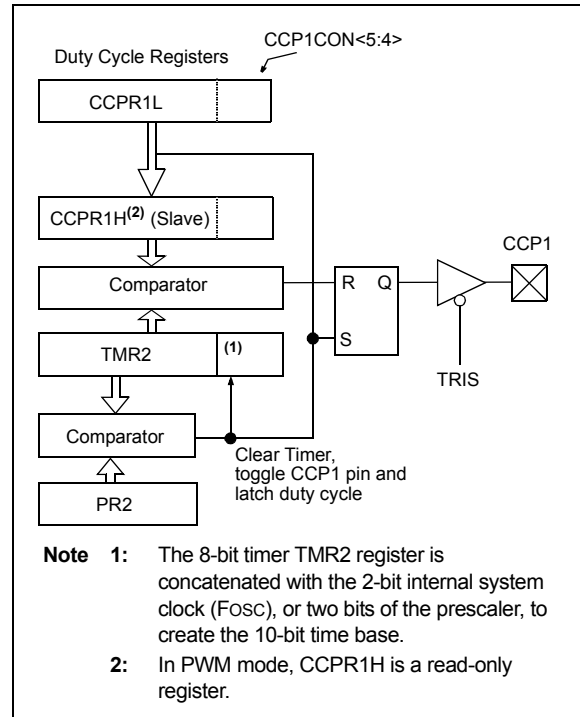 CCP1CON<5:4>
Duty Cycle Registers
CCPR1L
CCPR1H(2) (Slave)
CCP1
Comparator
R Q
TMR2 (1)
S
TRIS
Comparator
Clear Timer,
toggle CCP1 pin and
latch duty cycle
PR2
Note 1: The 8-bit timer TMR2 register is
concatenated with the 2-bit internal system
clock (FOSC), or two bits of the prescaler, to
create the 10-bit time base.
2: In PWM mode, CCPR1H is a read-only
register.